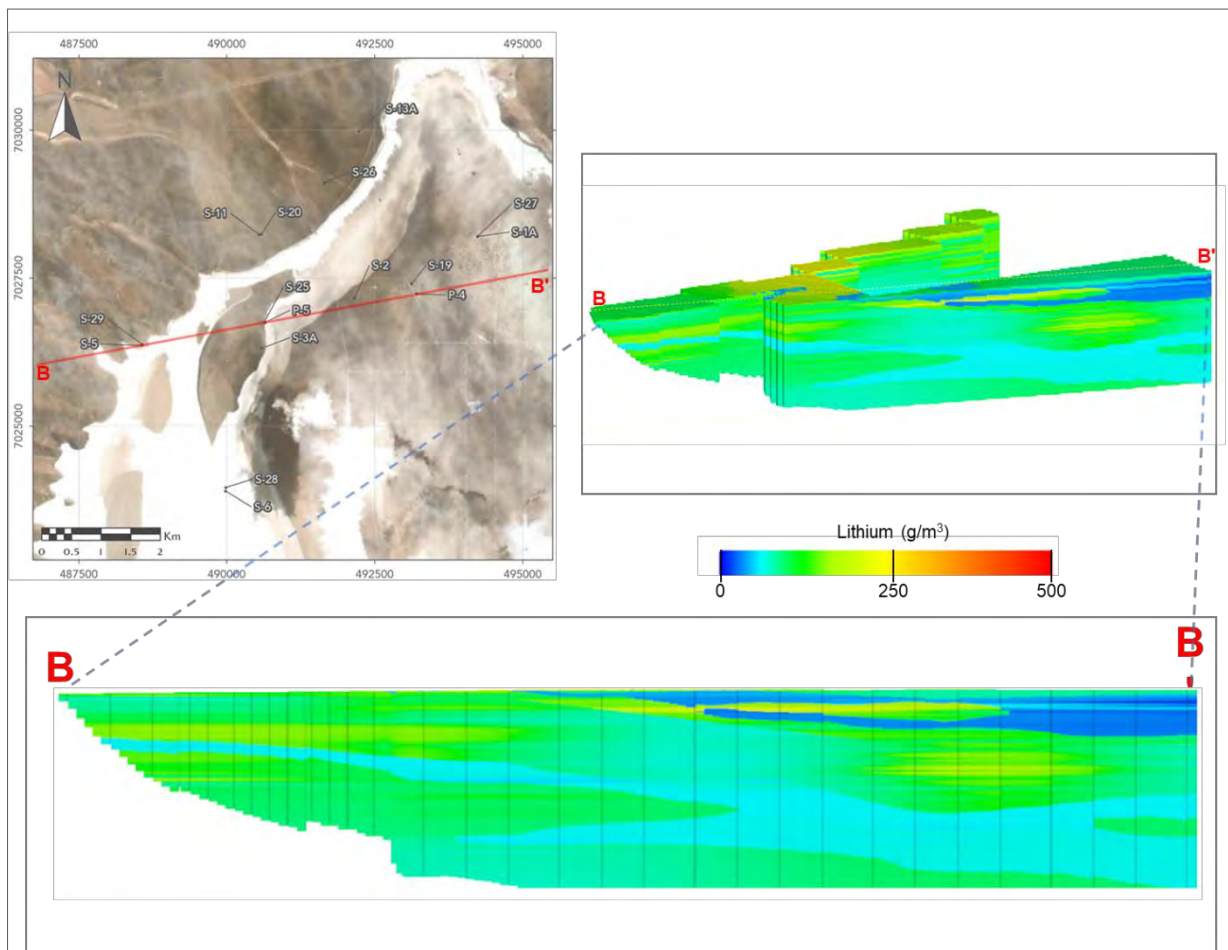 487500 490000 492500 495000
N
7030000
7027500
7025000
S-13A
S-26
S-11 S-20
S-27
S-1A
S-2 S-19
S-25
P-4
B'
P-5
S-29
S-5
S-3A
B
S-28
S-6
0 0.5 1 1.5 2 Km
487500 490000 492500 495000
B B'
Lithium (g/m³)
0 250 500
B B